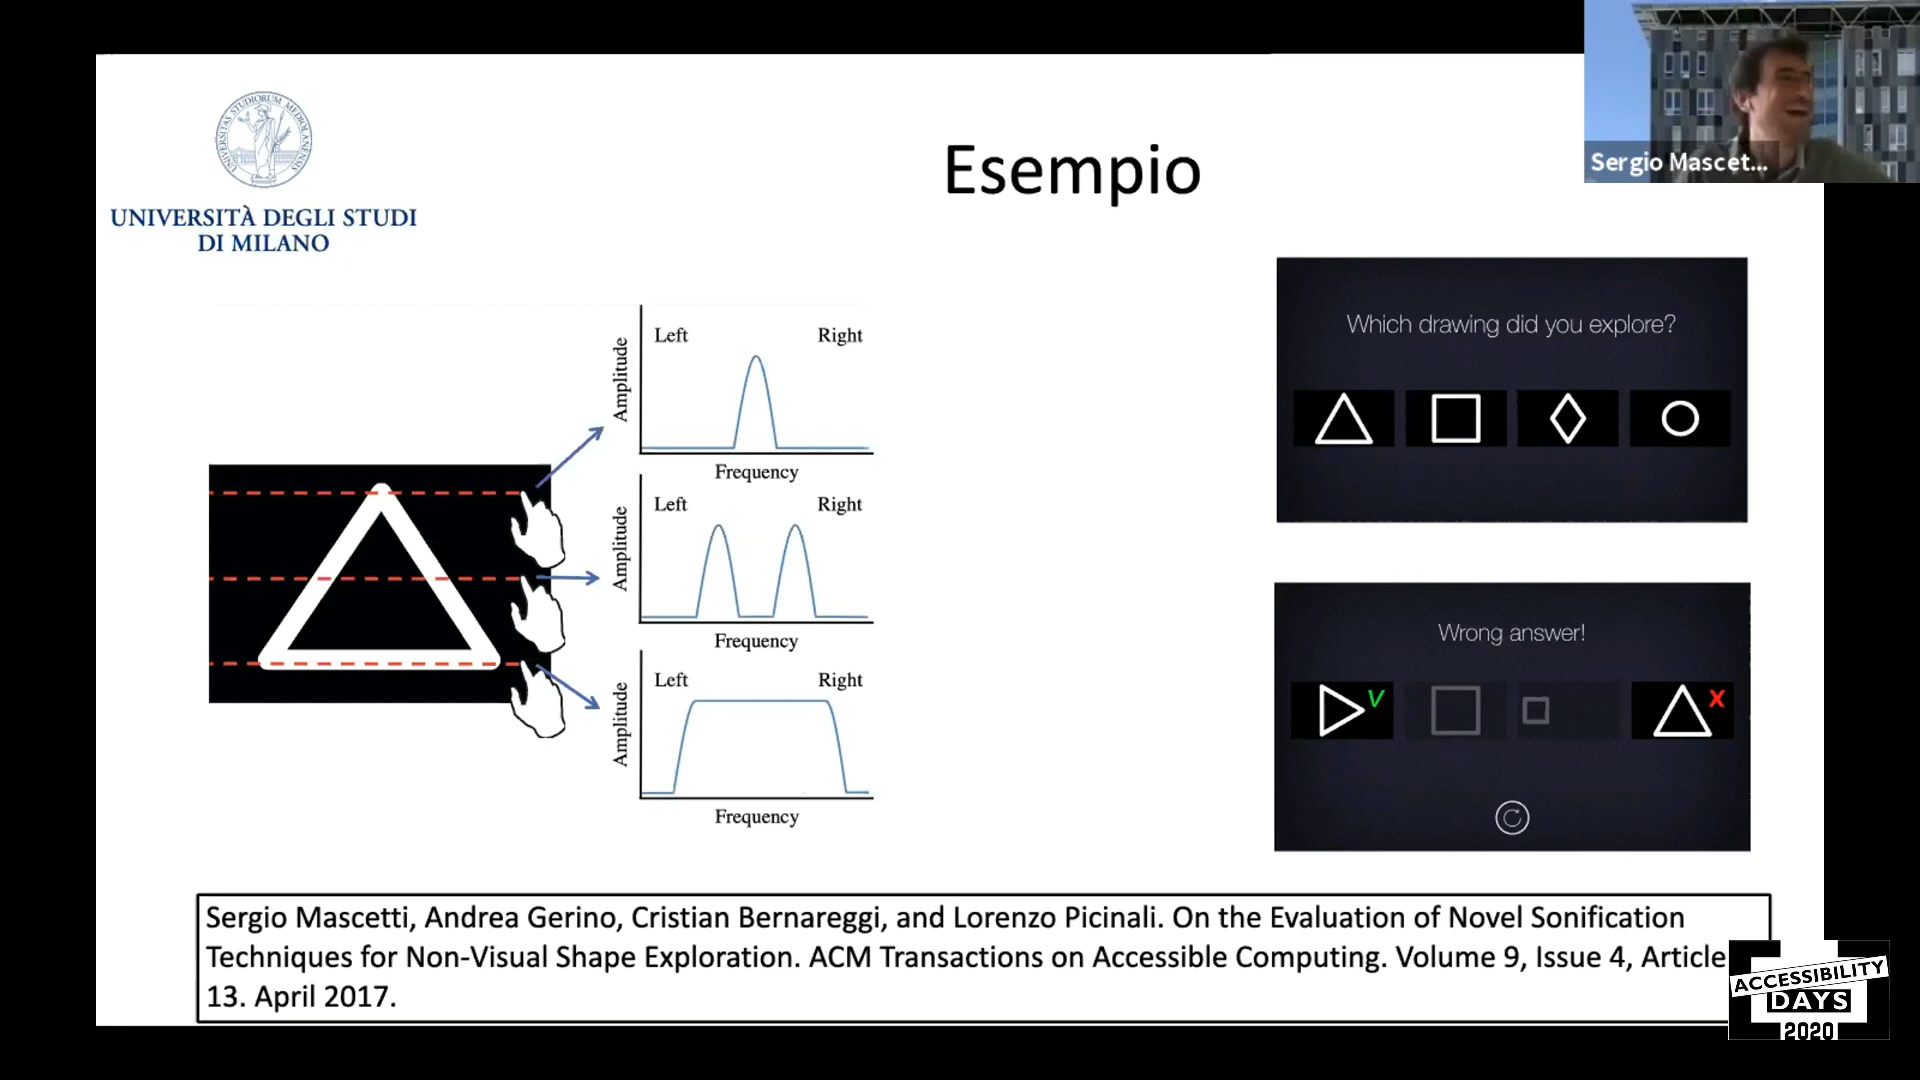 UNIVERSITAS STUDIORUM MEDIOLANENSIS
UNIVERSITÀ DEGLI STUDI
DI MILANO
Esempio
Sergio Mascet...
Left
Right
Amplitude
Frequency
Left
Right
Amplitude
Frequency
Left
Right
Amplitude
Frequency
Which drawing did you explore?
Wrong answer!
V
X
Sergio Mascetti, Andrea Gerino, Cristian Bernareggi, and Lorenzo Picinali. On the Evaluation of Novel Sonification
Techniques for Non-Visual Shape Exploration. ACM Transactions on Accessible Computing. Volume 9, Issue 4, Article
13. April 2017.
ACCESSIBILITY
DAYS
2020